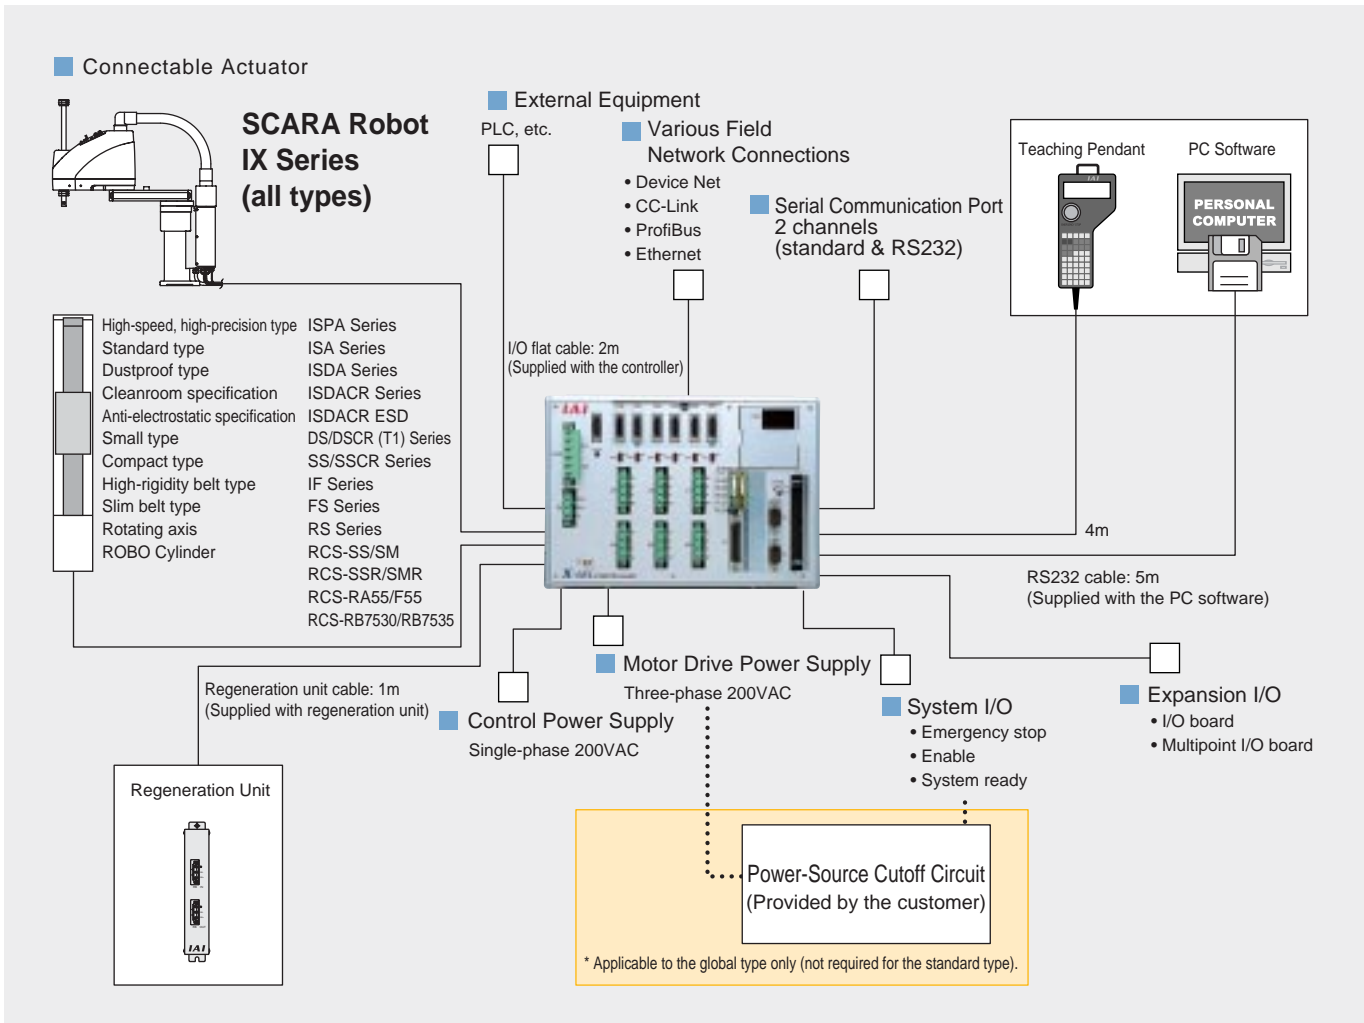 Connectable Actuator
SCARA Robot
IX Series
(all types)
External Equipment
PLC, etc.
Various Field
Network Connections
• Device Net
• CC-Link
• ProfiBus
• Ethernet
Serial Communication Port
2 channels
(standard & RS232)
Teaching Pendant
PC Software
IAI
PERSONAL
COMPUTER
High-speed, high-precision type ISPA Series
Standard type ISA Series
Dustproof type ISDA Series
Cleanroom specification ISDACR Series
Anti-electrostatic specification ISDACR ESD
Small type DS/DSCR (T1) Series
Compact type SS/SSCR Series
High-rigidity belt type IF Series
Slim belt type FS Series
Rotating axis RS Series
ROBO Cylinder RCS-SS/SM
RCS-SSR/SMR
RCS-RA55/F55
RCS-RB7530/RB7535
I/O flat cable: 2m
(Supplied with the controller)
IAI
4m
RS232 cable: 5m
(Supplied with the PC software)
Regeneration unit cable: 1m
(Supplied with regeneration unit)
Motor Drive Power Supply
Three-phase 200VAC
Control Power Supply
Single-phase 200VAC
System I/O
• Emergency stop
• Enable
• System ready
Expansion I/O
• I/O board
• Multipoint I/O board
Regeneration Unit
IAI
Power-Source Cutoff Circuit
(Provided by the customer)
* Applicable to the global type only (not required for the standard type).